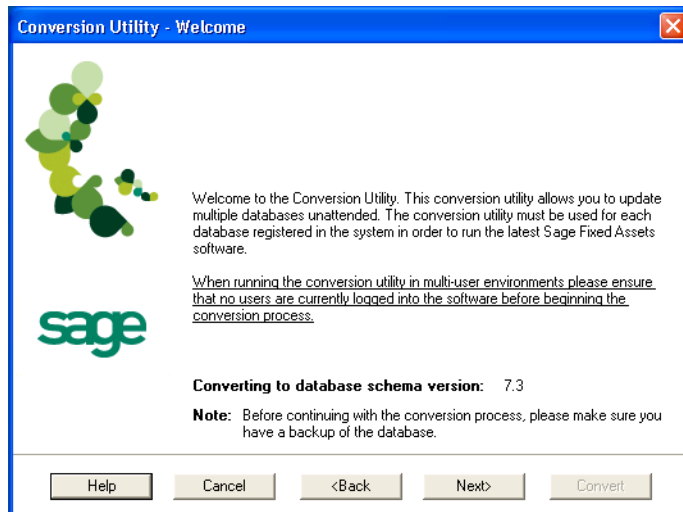 Conversion Utility - Welcome
Welcome to the Conversion Utility. This conversion utility allows you to update
multiple databases unattended. The conversion utility must be used for each
database registered in the system in order to run the latest Sage Fixed Assets
software.
When running the conversion utility in multi-user environments please ensure
that no users are currently logged into the software before beginning the
conversion process.
sage
Converting to database schema version: 7.3
Note: Before continuing with the conversion process, please make sure you
have a backup of the database.
Help Cancel <Back Next> Convert